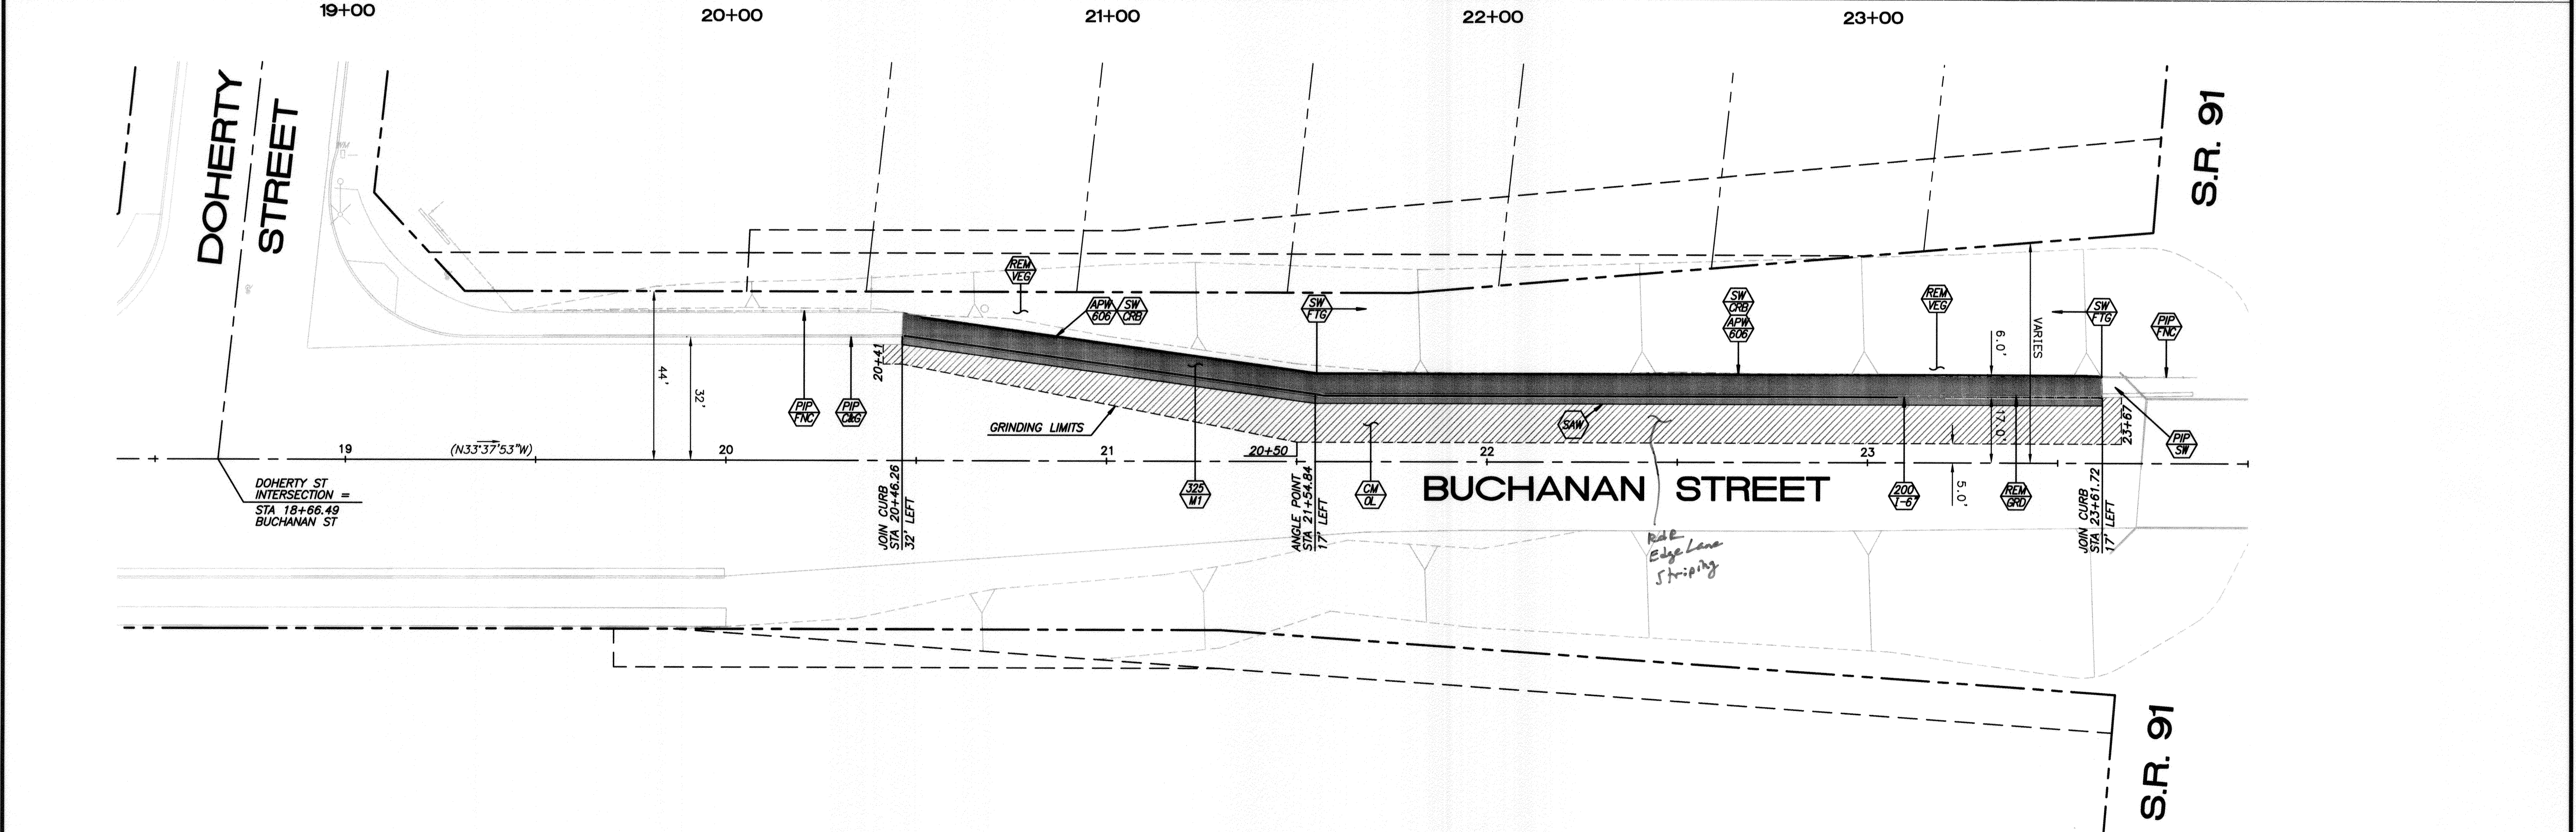 19+00
20+00
21+00
22+00
23+00
DOHERTY
STREET
S.R. 91
WM
REM
VEG
APW
606
SW
CRB
SW
FTG
SW
CRB
APW
606
REM
VEG
SW
FTG
PIP
FNC
6.0'
VARIES
44'
32'
20+41
PIP
FNC
PIP
C&G
GRINDING LIMITS
SAW
17.0'
23+67
PIP
SW
19
(N33°37'53"W)
20
21
20+50
22
23
DOHERTY ST
INTERSECTION =
STA 18+66.49
BUCHANAN ST
JOIN CURB
STA 20+46.26
32' LEFT
325
M1
ANGLE POINT
STA 21+54.84
17' LEFT
CM
OL
BUCHANAN STREET
200
I-6"
5.0'
REM
GRD
JOIN CURB
STA 23+61.72
17' LEFT
R&R
Edge Lane
Striping
S.R. 91